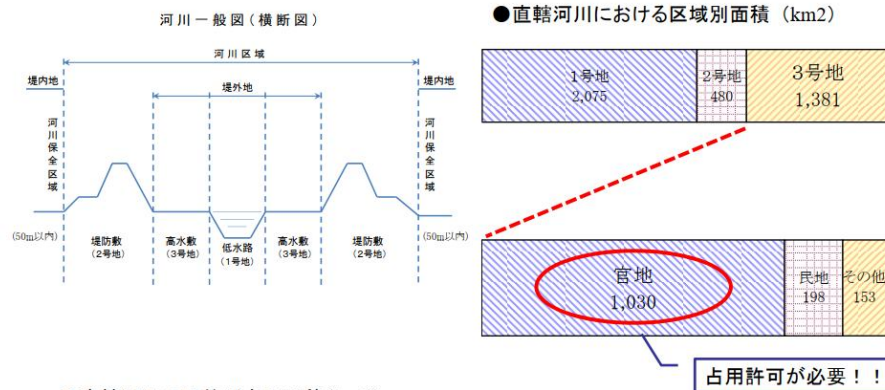 河川一般図(横断図)
河川区域
堤内地
堤内地
堤外地
河川保全区域
河川保全区域
(50m以内)
(50m以内)
堤防敷
(2号地)
高水敷
(3号地)
低水路
(1号地)
高水敷
(3号地)
堤防敷
(2号地)
●直轄河川における区域別面積(km2)
1号地
2,075
2号地
480
3号地
1,381
官地
1,030
民地
198
その他
153
占用許可が必要!!